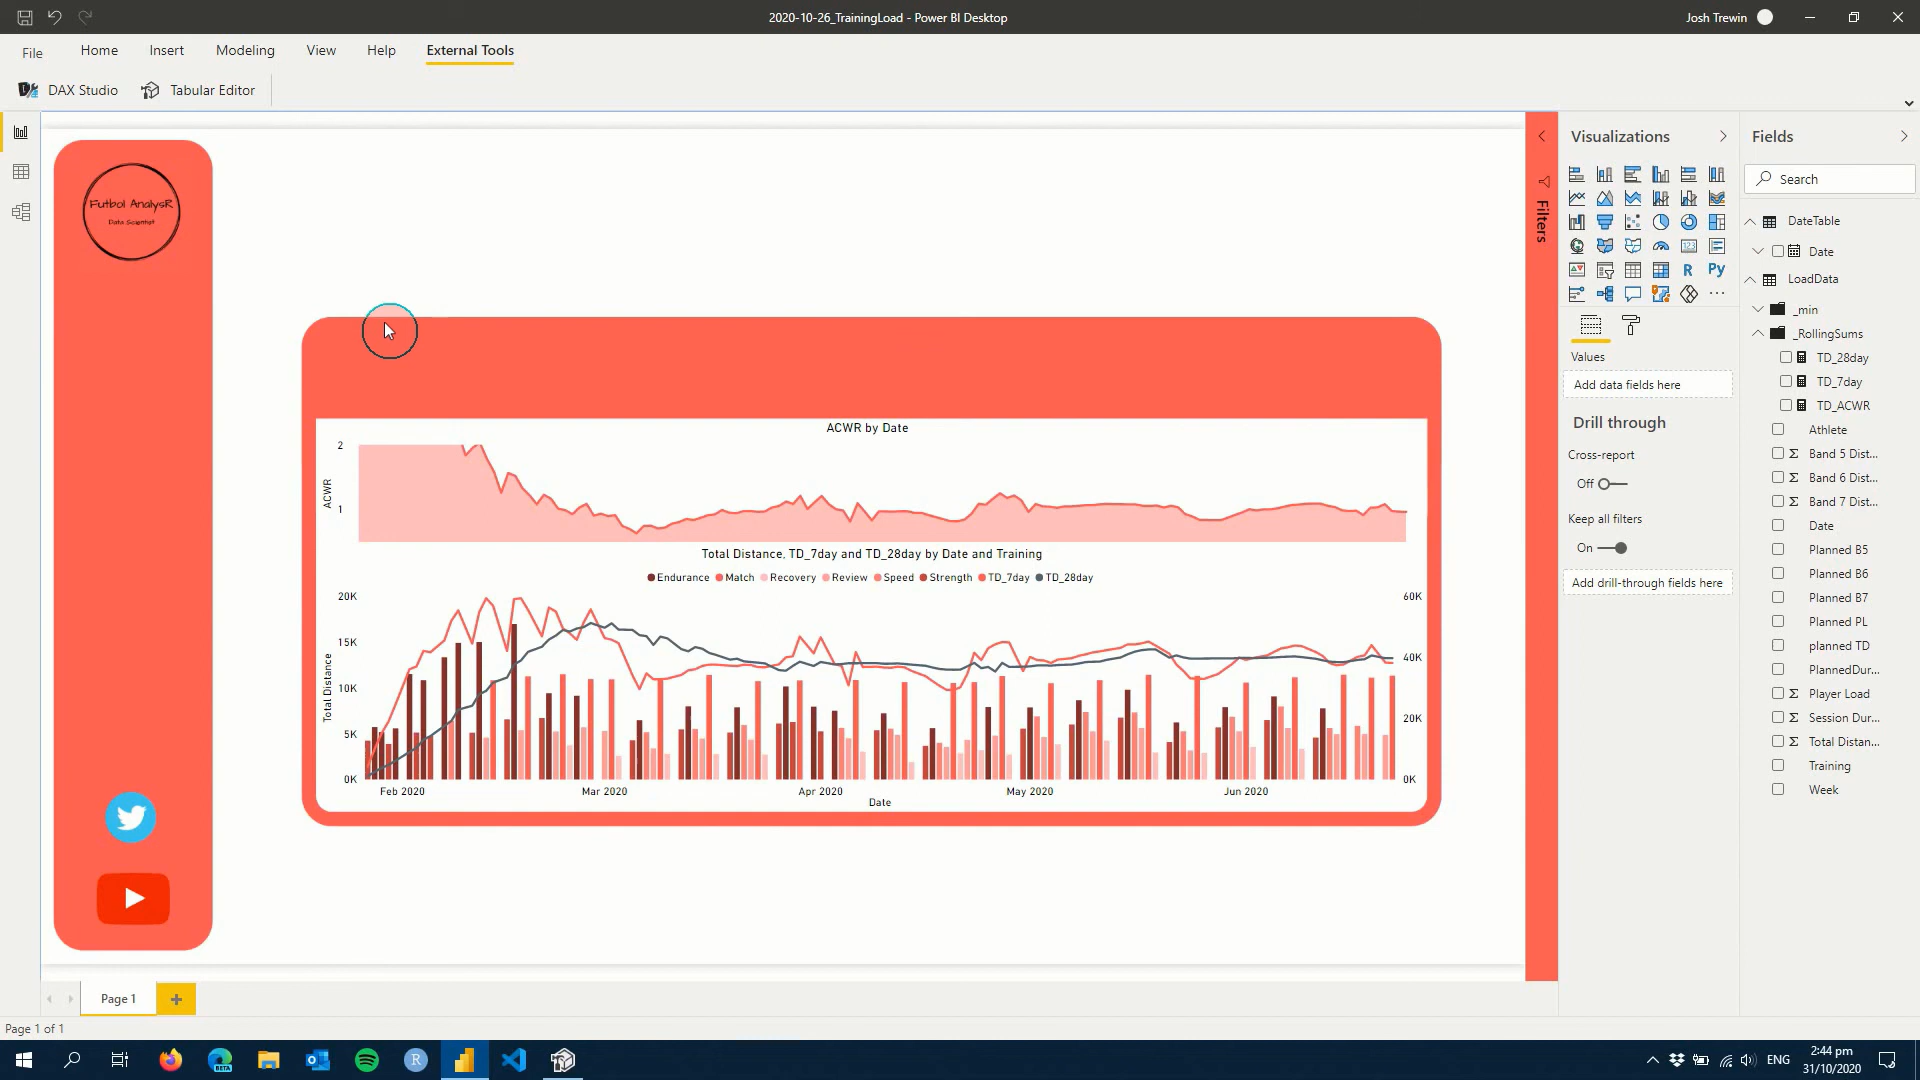 2020-10-26_TrainingLoad - Power BI Desktop
Josh Trewin
File
Home
Insert
Modeling
View
Help
External Tools
DAX Studio
Tabular Editor
Futbol AnalysR
Data Scientist
ACWR by Date
2
1
ACWR
Total Distance, TD_7day and TD_28day by Date and Training
Endurance
Match
Recovery
Review
Speed
Strength
TD_7day
TD_28day
20K
15K
10K
5K
0K
Total Distance
60K
40K
20K
0K
Feb 2020
Mar 2020
Apr 2020
May 2020
Jun 2020
Date
Filters
Visualizations
123
R
Py
Values
Add data fields here
Drill through
Cross-report
Off
Keep all filters
On
Add drill-through fields here
Fields
Search
DateTable
Date
LoadData
_min
_RollingSums
TD_28day
TD_7day
TD_ACWR
Athlete
Band 5 Dist...
Band 6 Dist...
Band 7 Dist...
Date
Planned B5
Planned B6
Planned B7
Planned PL
planned TD
PlannedDur...
Player Load
Session Dur...
Total Distan...
Training
Week
Page 1
Page 1 of 1
BETA
R
ENG
2:44 pm
31/10/2020